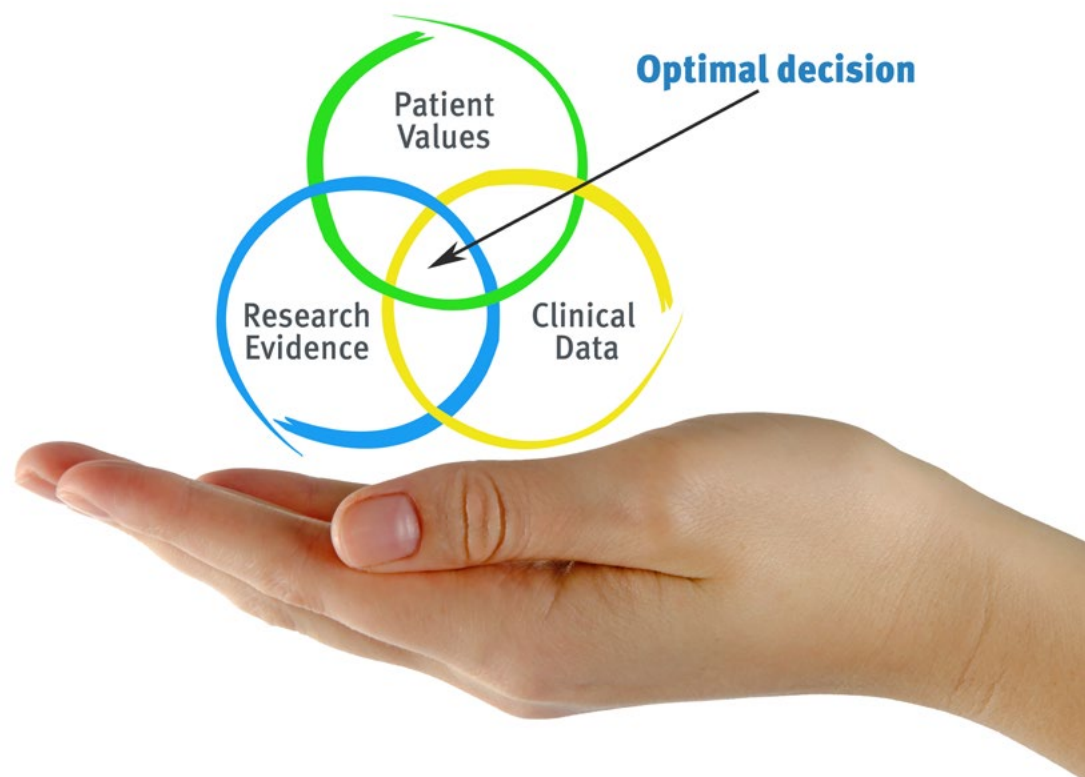 Optimal decision
Patient
Values
Research
Evidence
Clinical
Data